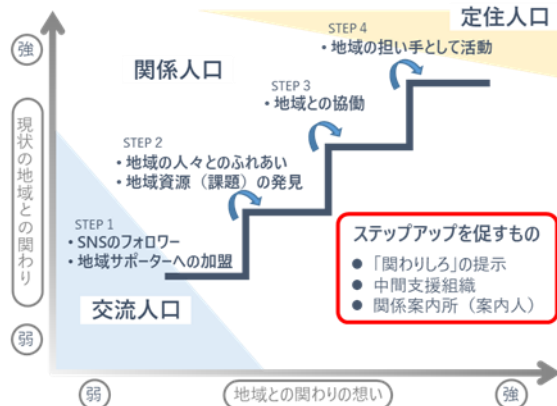 定住人口
強
STEP 4
・地域の担い手として活動
関係人口
STEP 3
・地域との協働
現状の地域との関わり
STEP 2
・地域の人々とのふれあい
・地域資源（課題）の発見
STEP 1
・SNSのフォロワー
・地域サポーターへの加盟
ステップアップを促すもの
● 「関わりしろ」の提示
● 中間支援組織
● 関係案内所（案内人）
交流人口
弱
弱
地域との関わりの想い
強